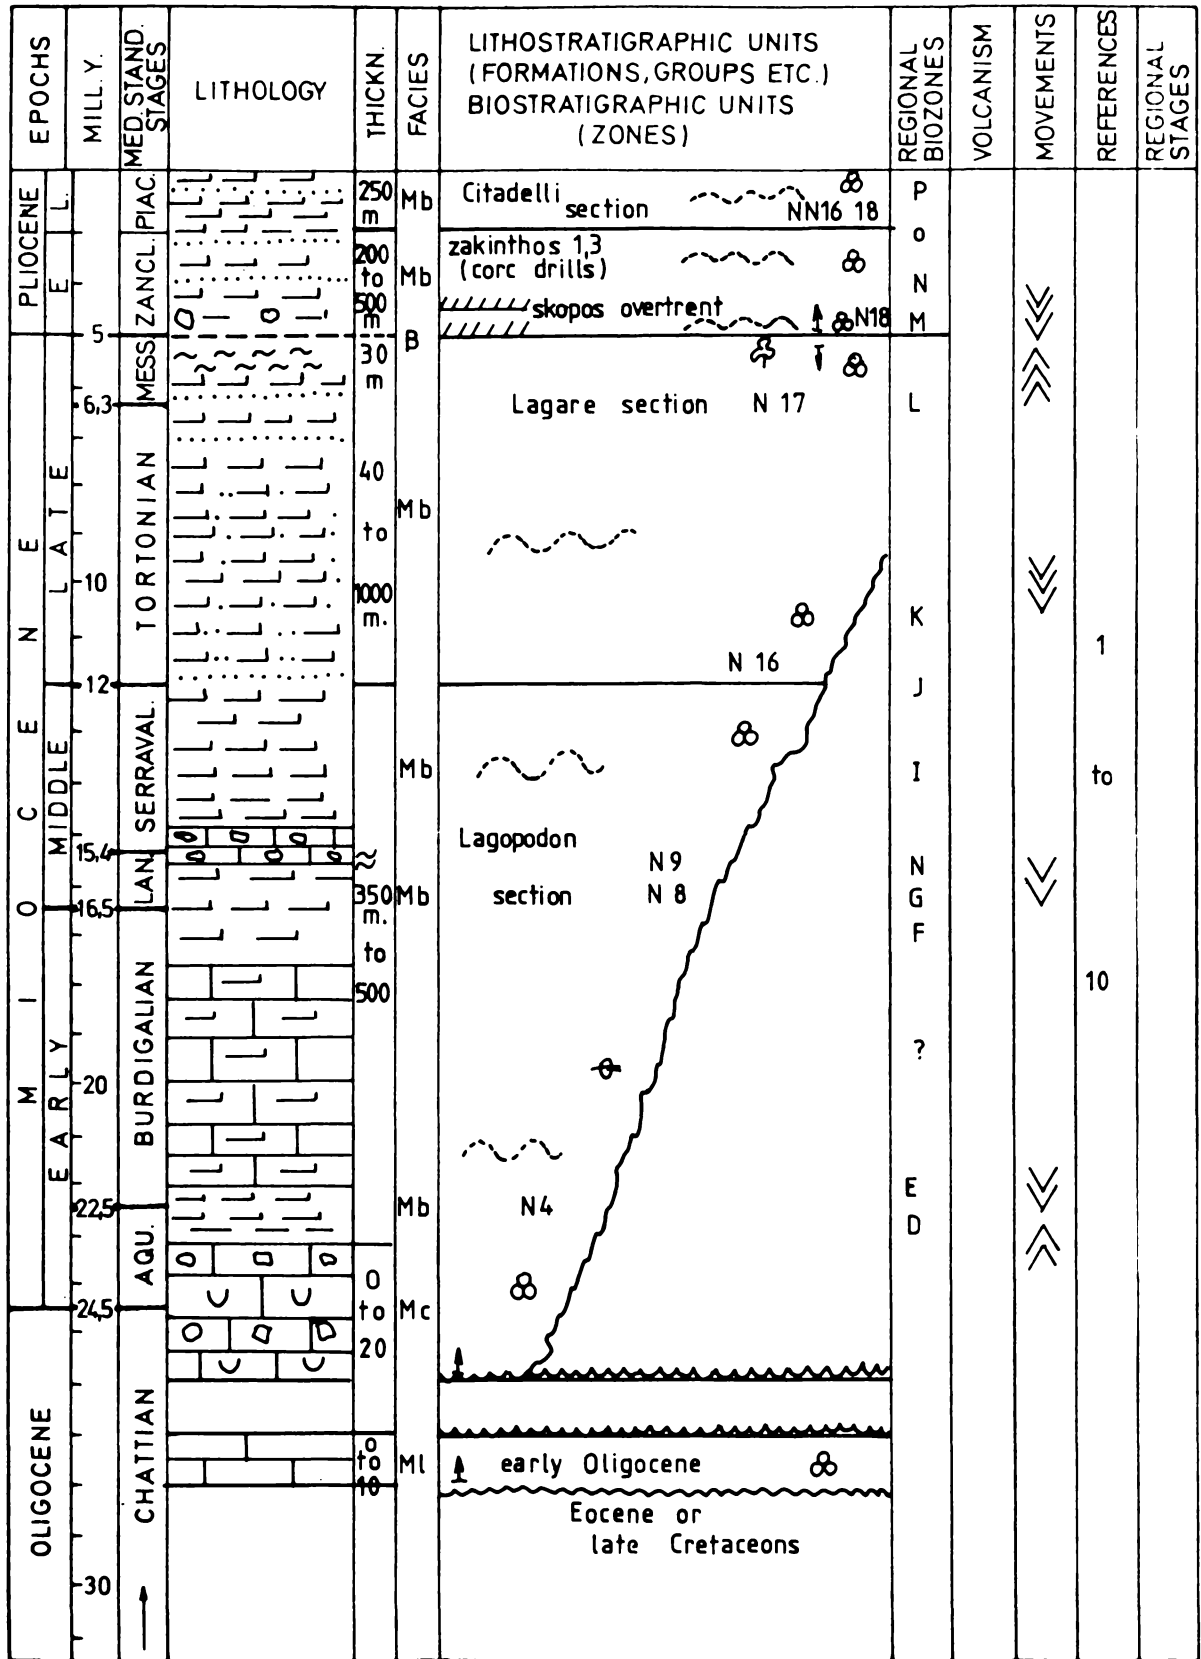 EPOCHS
MILL.Y.
MED.STAND.
STAGES
LITHOLOGY
THICKN.
FACIES
LITHOSTRATIGRAPHIC UNITS
(FORMATIONS, GROUPS ETC.)
BIOSTRATIGRAPHIC UNITS
(ZONES)
REGIONAL
BIOZONES
VOLCANISM
MOVEMENTS
REFERENCES
REGIONAL
STAGES
PLIOCENE
L.
E
PIAC.
ZANCL.
250
m
Mb
Citadelli
section
NN16 18
P
200
to
500
m
Mb
zakinthos 1,3
(corc drills)
skopos overtrent
N18
o
N
M
MIOCENE
LATE
5
MESS.
30
m
B
6,3
Lagare section N 17
L
TORTONIAN
40
to
1000
m.
Mb
10
K
N 16
1
12
J
MIDDLE
SERRAVAL.
Mb
I
to
Lagopodon
section
15,4
LAN.
N9
N 8
N
G
F
16,5
350
m.
to
500
Mb
10
EARLY
BURDIGALIAN
?
20
22,5
Mb
N4
E
D
AQU.
0
to
20
Mc
24,5
OLIGOCENE
CHATTIAN
o
to
10
Ml
early Oligocene
Eocene or
late Cretaceons
30